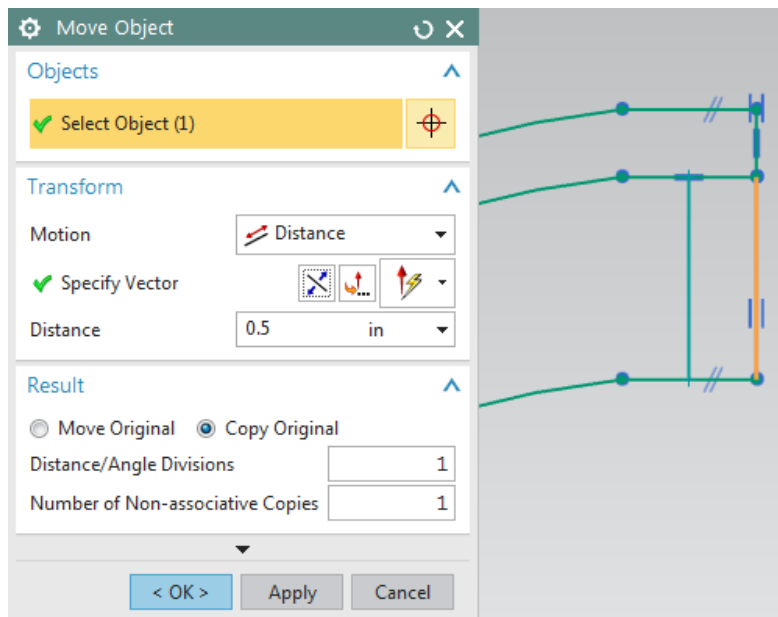 Move Object
Objects
Select Object (1)
Transform
Motion Distance
Specify Vector
Distance 0.5 in
Result
Move Original Copy Original
Distance/Angle Divisions 1
Number of Non-associative Copies 1
< OK > Apply Cancel